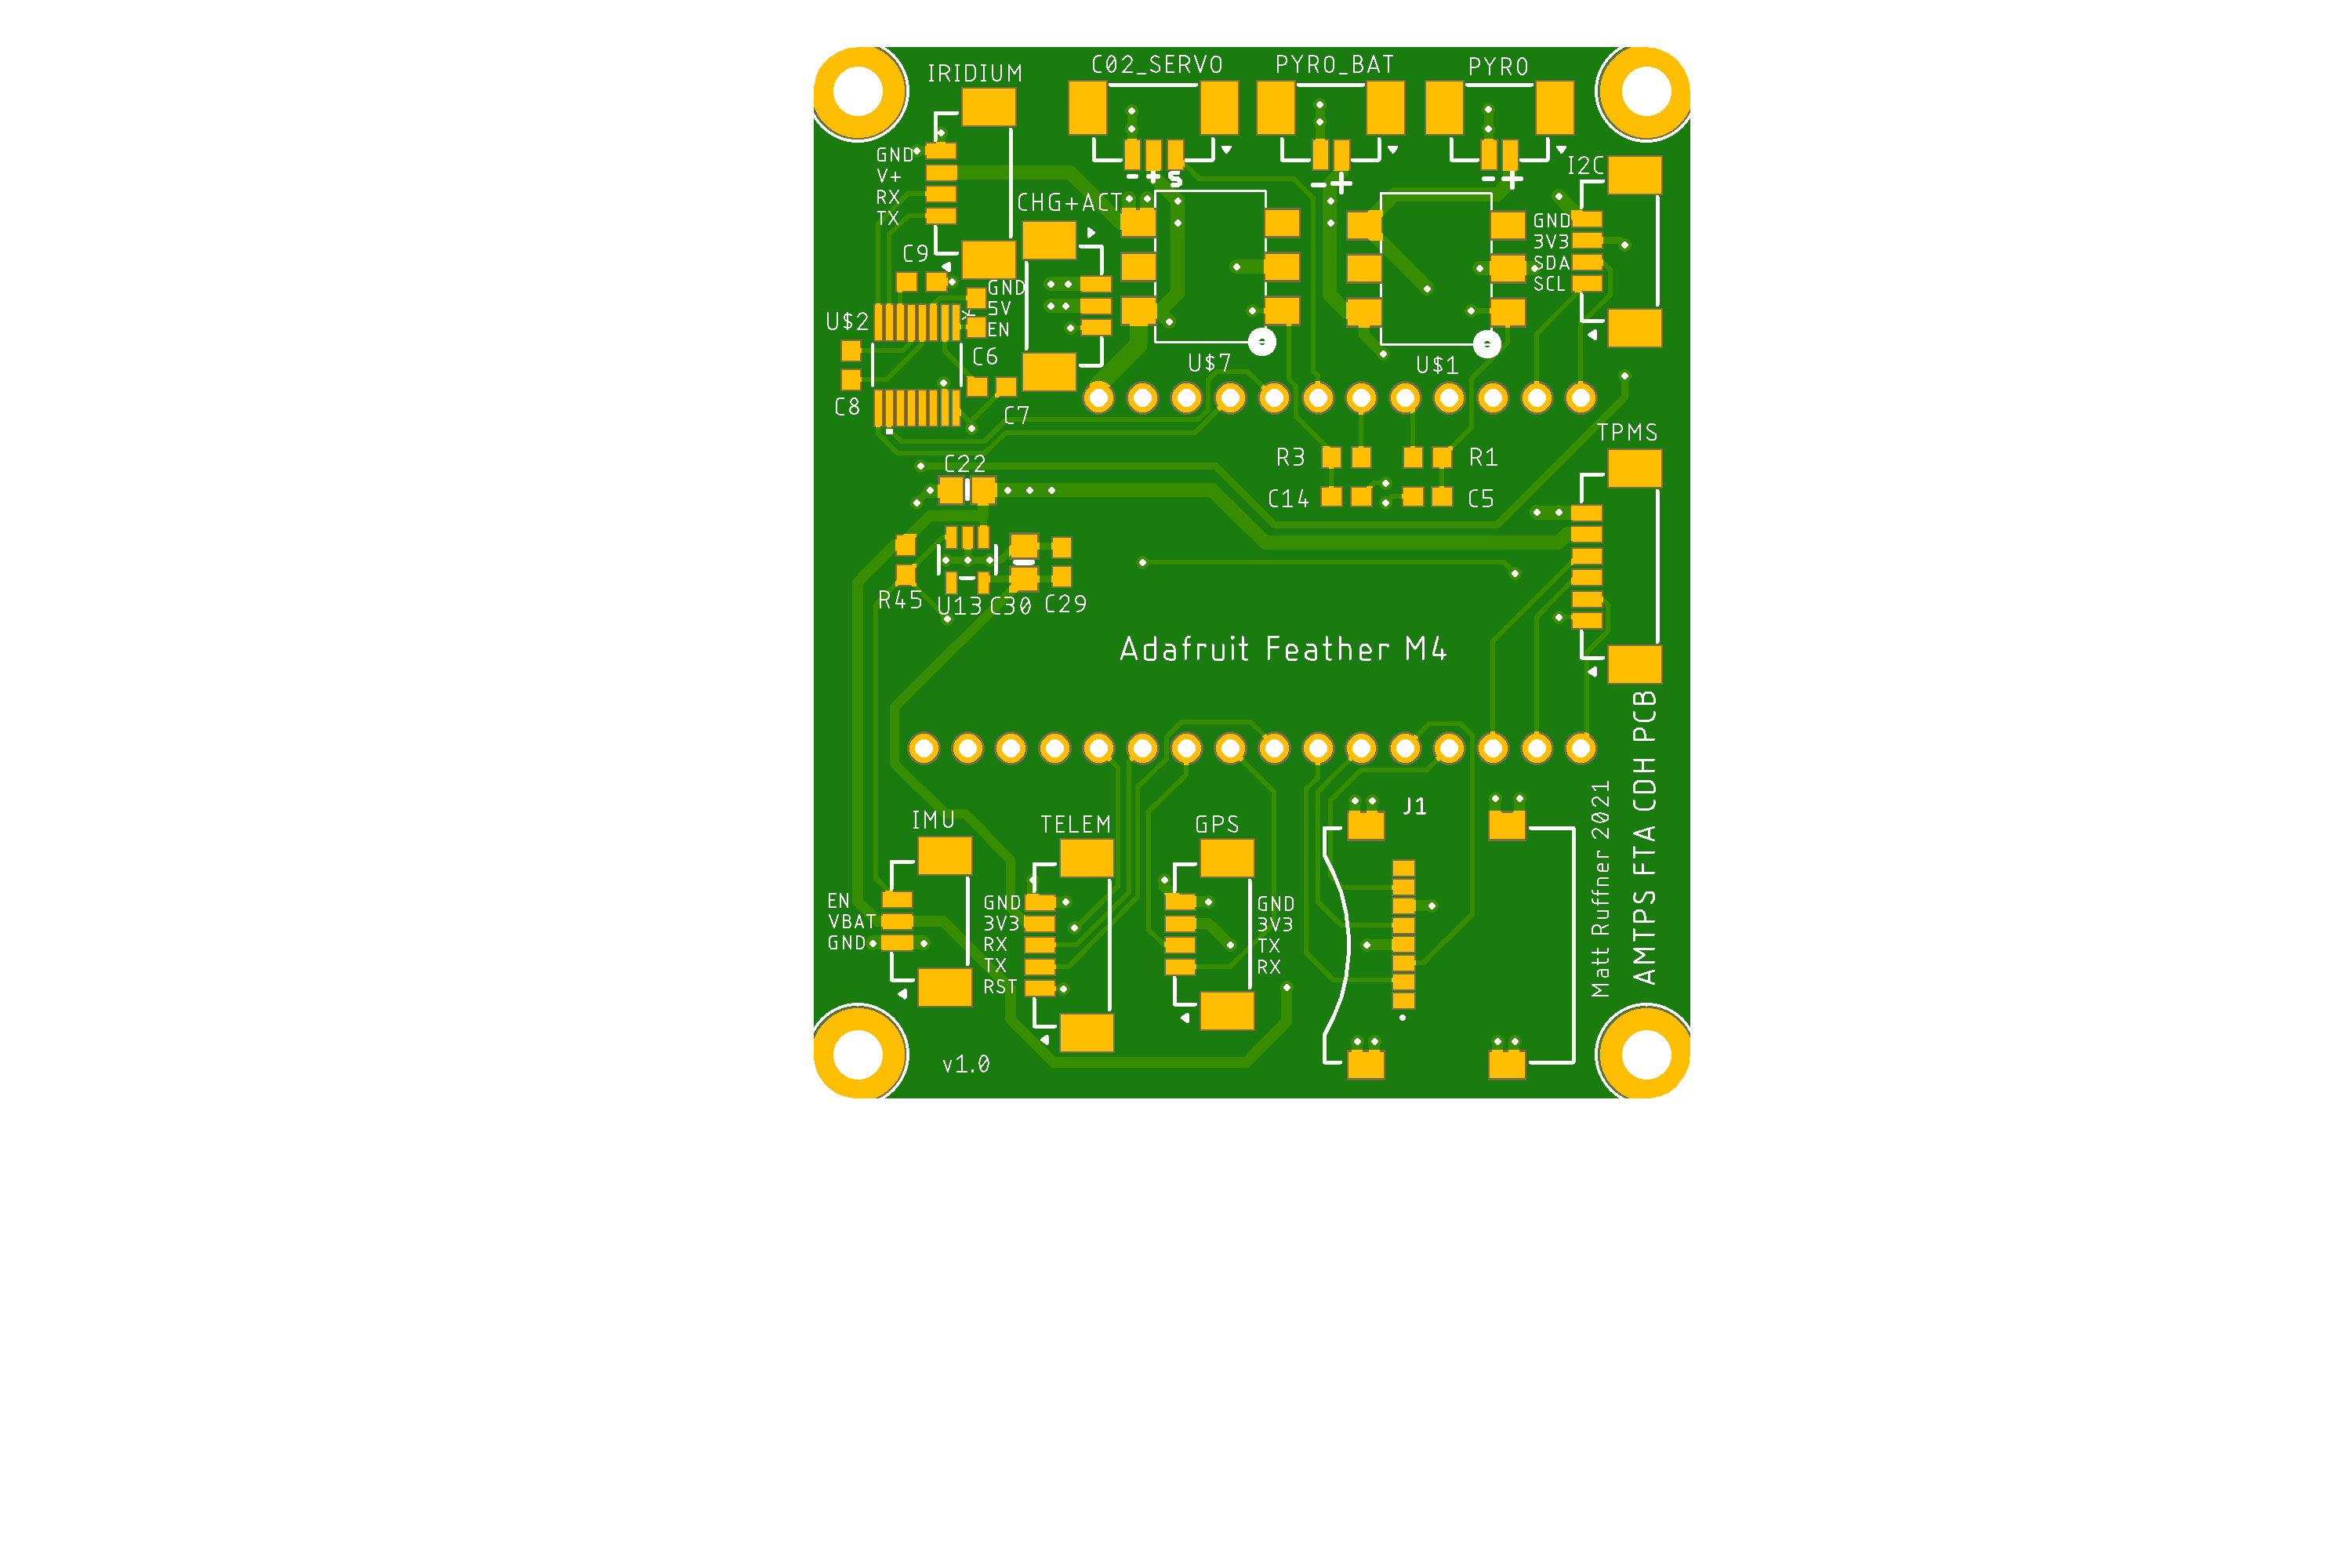 IRIDIUM
C02_SERVO
PYRO_BAT
PYRO
GND
V+
RX
TX
- + S
- +
- +
I2C
GND
3V3
SDA
SCL
CHG+ACT
C9
GND
5V
EN
U$2
C6
C8
C7
U$7
U$1
TPMS
R3
R1
C22
C14
C5
R45
U13
C30
C29
Adafruit Feather M4
AMTPS FTA CDH PCB
Matt Ruffner 2021
J1
IMU
TELEM
GPS
EN
VBAT
GND
GND
3V3
RX
TX
RST
GND
3V3
TX
RX
v1.0